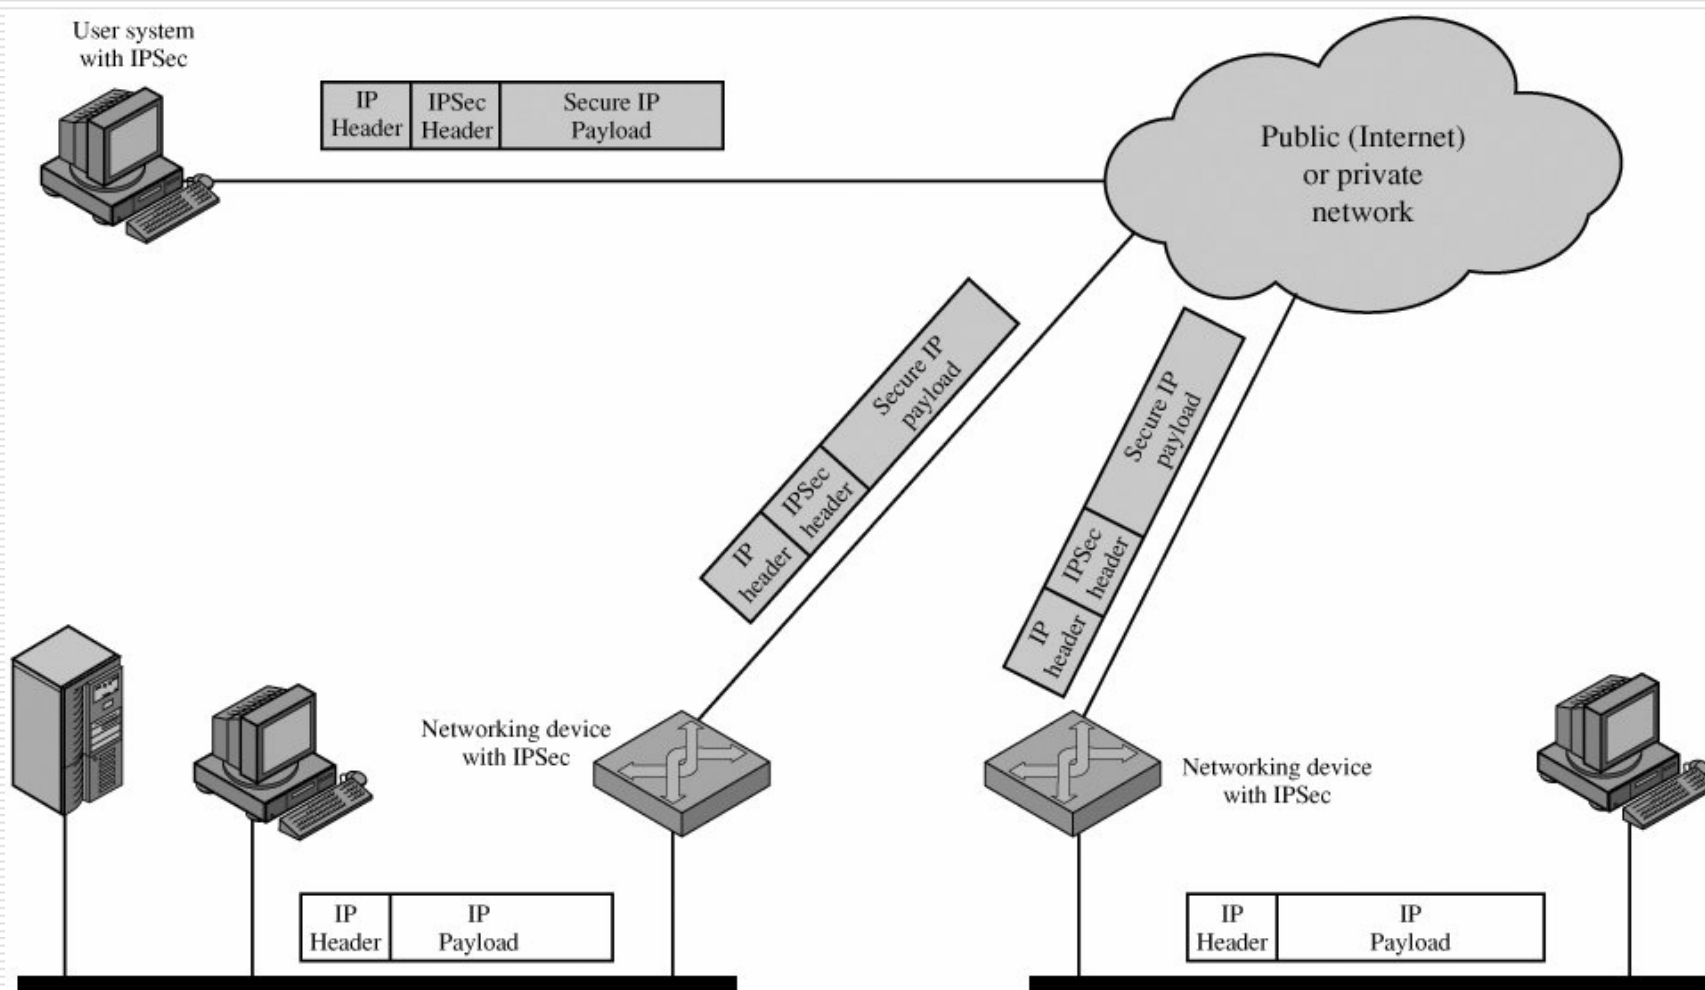 User system
with IPSec
IP
Header
IPSec
Header
Secure IP
Payload
Public (Internet)
or private
network
Secure IP
payload
IPSec
header
IP
header
Secure IP
payload
IPSec
header
IP
header
Networking device
with IPSec
Networking device
with IPSec
IP
Header
IP
Payload
IP
Header
IP
Payload